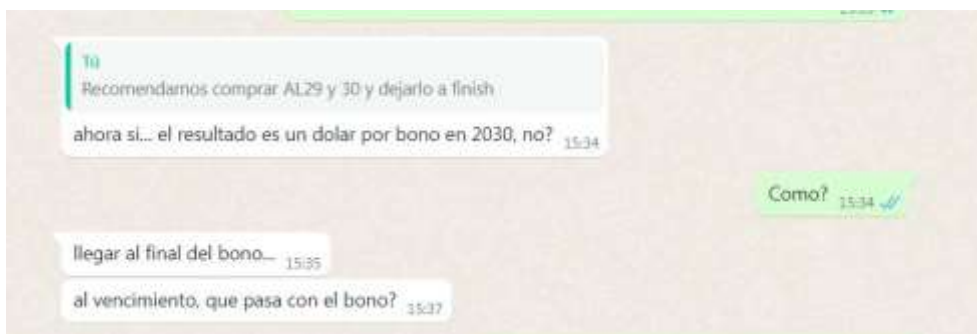 Tú
Recomendamos comprar AL29 y 30 y dejarlo a finish
ahora si... el resultado es un dolar por bono en 2030, no? 15:34
Como? 15:34
llegar al final del bono... 15:35
al vencimiento, que pasa con el bono? 15:37